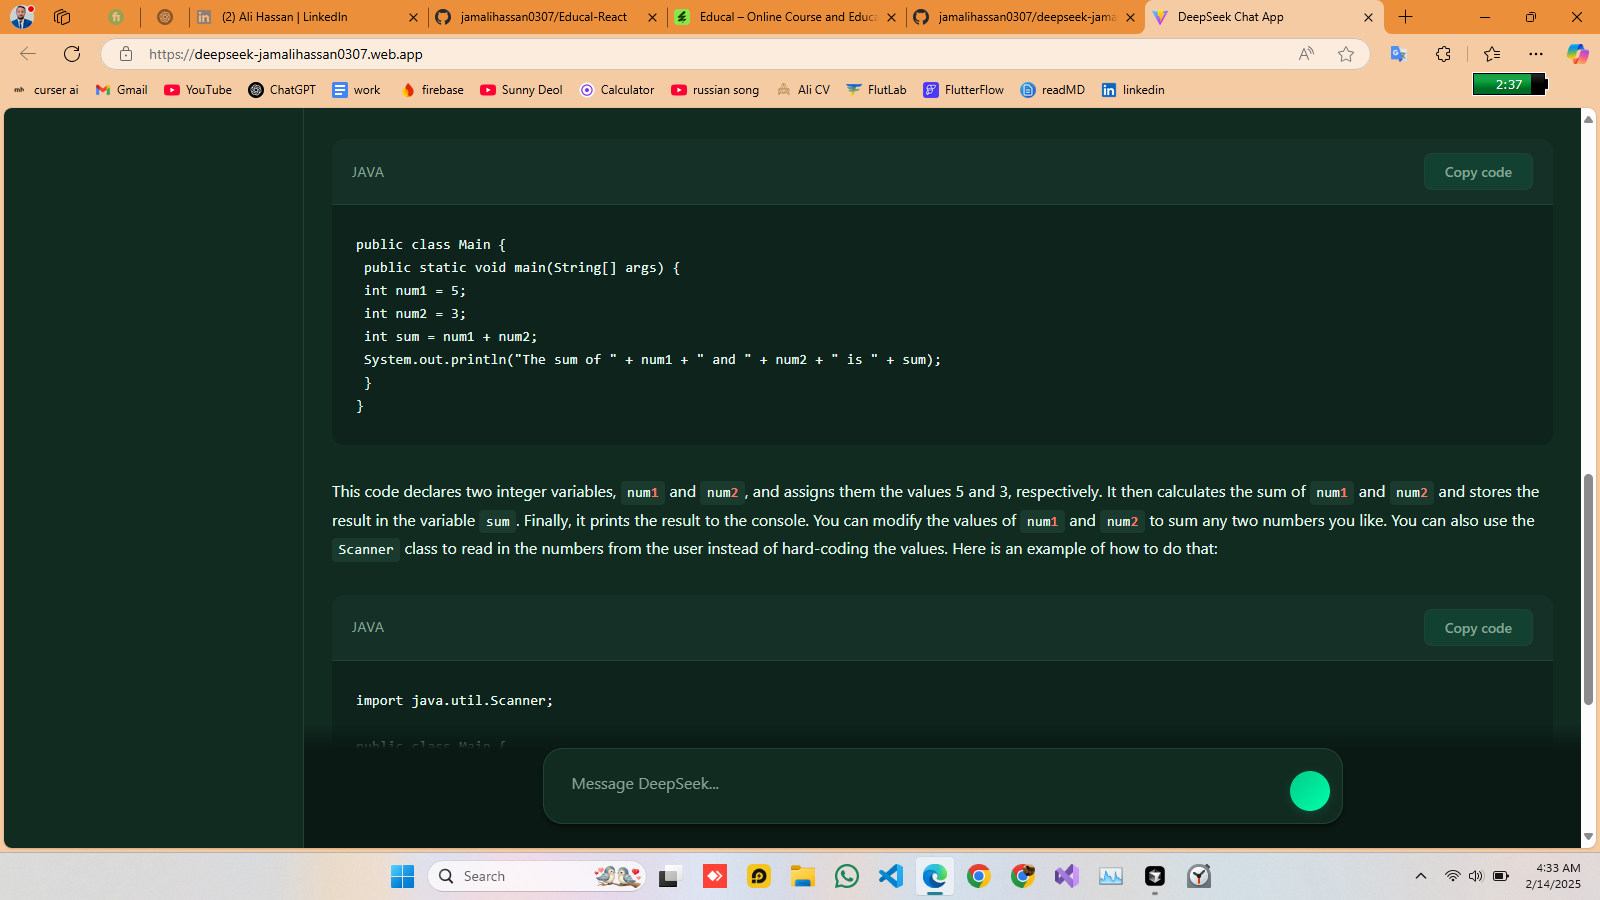 (2) Ali Hassan | LinkedIn
jamalihassan0307/Educal-React
Educal – Online Course and Educa
jamalihassan0307/deepseek-jama
DeepSeek Chat App
https://deepseek-jamalihassan0307.web.app
curser ai
Gmail
YouTube
ChatGPT
work
firebase
Sunny Deol
Calculator
russian song
Ali CV
FlutLab
FlutterFlow
readMD
linkedin
2:37
JAVA
Copy code
public class Main {
public static void main(String[] args) {
int num1 = 5;
int num2 = 3;
int sum = num1 + num2;
System.out.println("The sum of " + num1 + " and " + num2 + " is " + sum);
}
}
This code declares two integer variables, num1 and num2 , and assigns them the values 5 and 3, respectively. It then calculates the sum of num1 and num2 and stores the
result in the variable sum . Finally, it prints the result to the console. You can modify the values of num1 and num2 to sum any two numbers you like. You can also use the
Scanner class to read in the numbers from the user instead of hard-coding the values. Here is an example of how to do that:
JAVA
Copy code
import java.util.Scanner;
public class Main {
Message DeepSeek...
Search
4:33 AM
2/14/2025